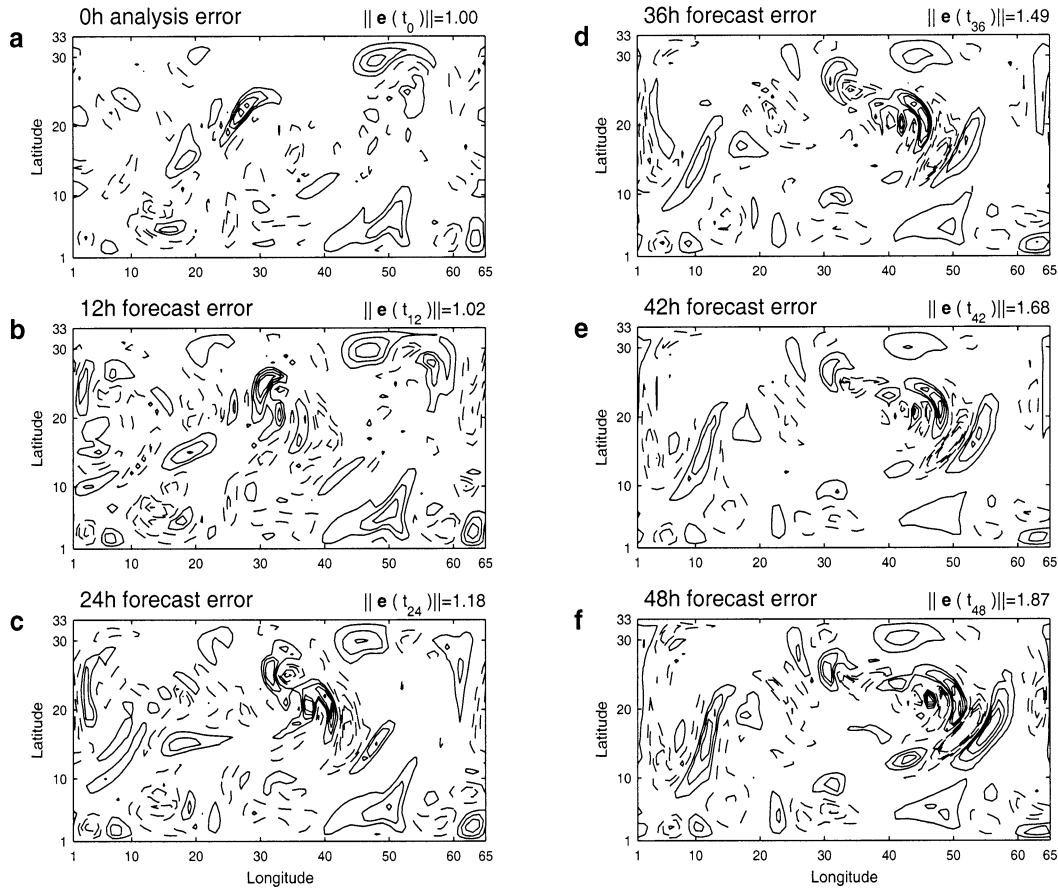 a
0h analysis error
|| e ( t0 )||=1.00
33
30
20
10
1
Latitude
1 10 20 30 40 50 60 65
b
12h forecast error
|| e ( t12 )||=1.02
33
30
20
10
1
Latitude
1 10 20 30 40 50 60 65
c
24h forecast error
|| e ( t24 )||=1.18
33
30
20
10
1
Latitude
1 10 20 30 40 50 60 65
Longitude
d
36h forecast error
|| e ( t36 )||=1.49
33
30
20
10
1
Latitude
1 10 20 30 40 50 60 65
e
42h forecast error
|| e ( t42 )||=1.68
33
30
20
10
1
Latitude
1 10 20 30 40 50 60 65
f
48h forecast error
|| e ( t48 )||=1.87
33
30
20
10
1
Latitude
1 10 20 30 40 50 60 65
Longitude